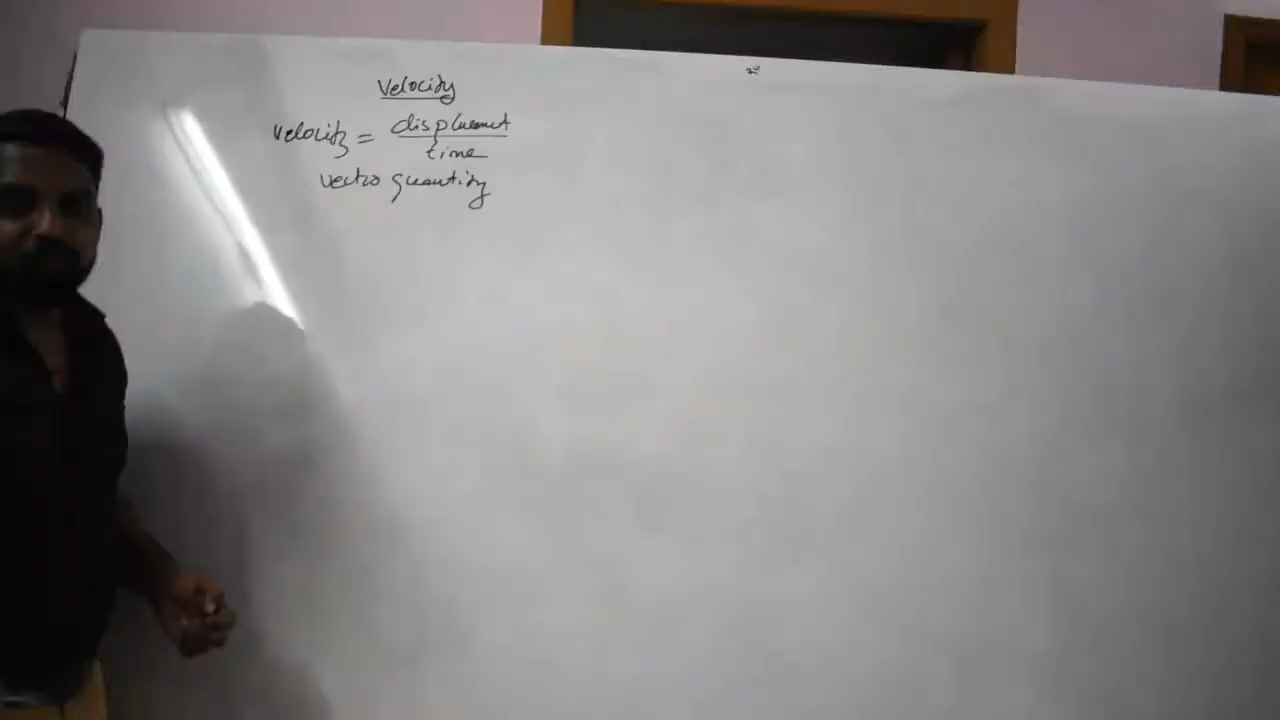 Velocity
velocity = displacement / time
vector quantity